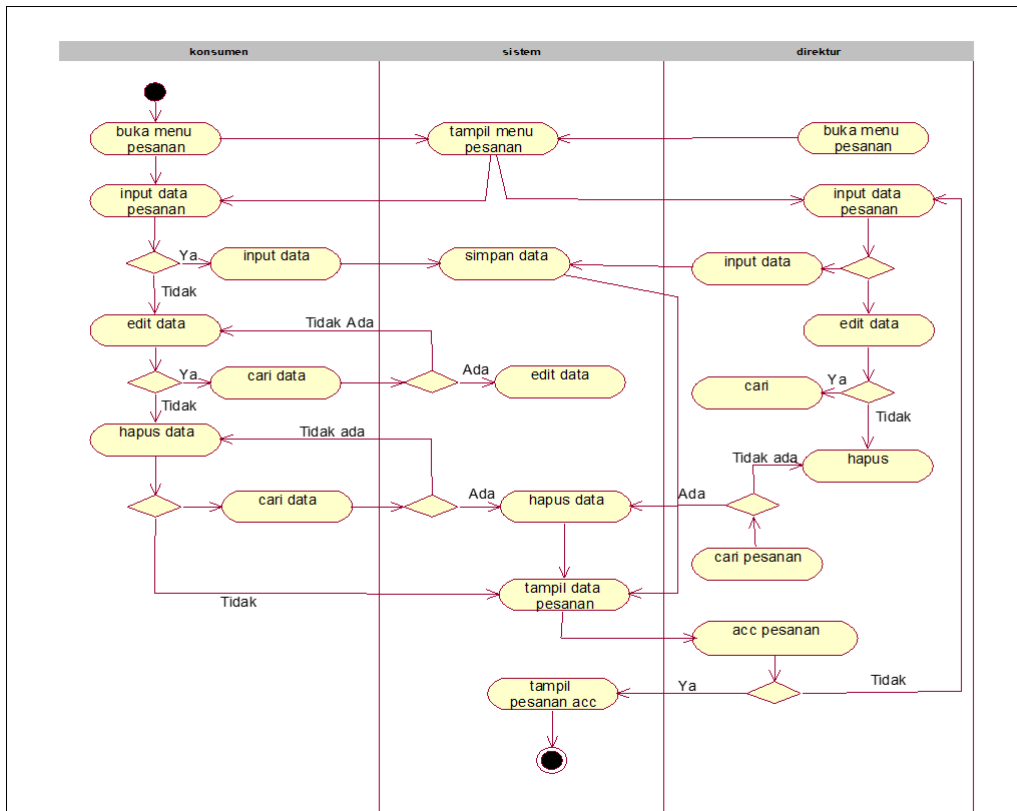 konsumen sistem direktur
buka menu
pesanan
tampil menu
pesanan
buka menu
pesanan
input data
pesanan
input data
pesanan
Ya
input data
simpan data
input data
Tidak
edit data
Tidak Ada
edit data
Ya
cari data
Ada
edit data
cari
Ya
Tidak
Tidak
hapus data
Tidak ada
Tidak ada
hapus
cari data
Ada
hapus data
Ada
cari pesanan
tampil data
pesanan
Tidak
acc pesanan
tampil
pesanan acc
Ya
Tidak